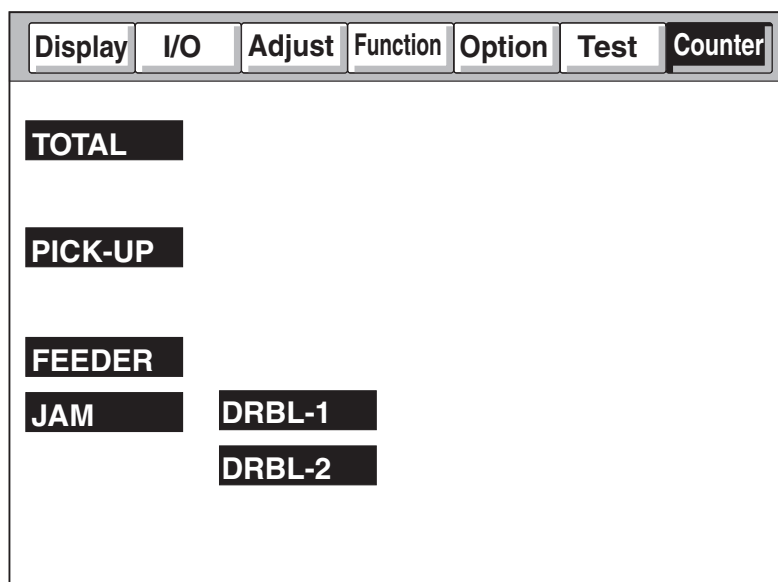 Display I/O Adjust Function Option Test Counter
TOTAL
PICK-UP
FEEDER
JAM DRBL-1
DRBL-2